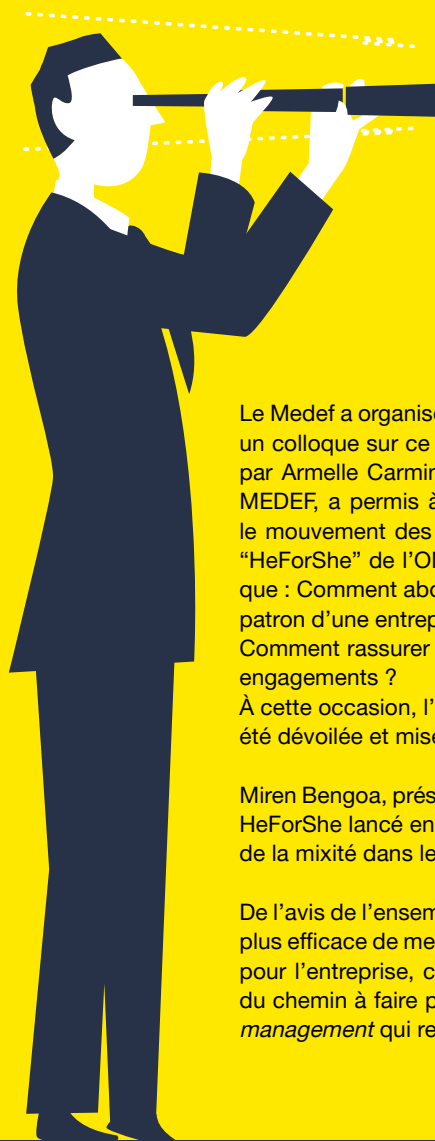 Le Medef a organis
un colloque sur ce
par Armelle Carmin
MEDEF, a permis à
le mouvement des
“HeForShe” de l’O
que : Comment abo
patron d’une entrep
Comment rassurer
engagements ?
À cette occasion, l’
été dévoilée et mise
Miren Bengoa, prés
HeForShe lancé en
de la mixité dans le
De l’avis de l’ensem
plus efficace de me
pour l’entreprise, c
du chemin à faire p
management qui re